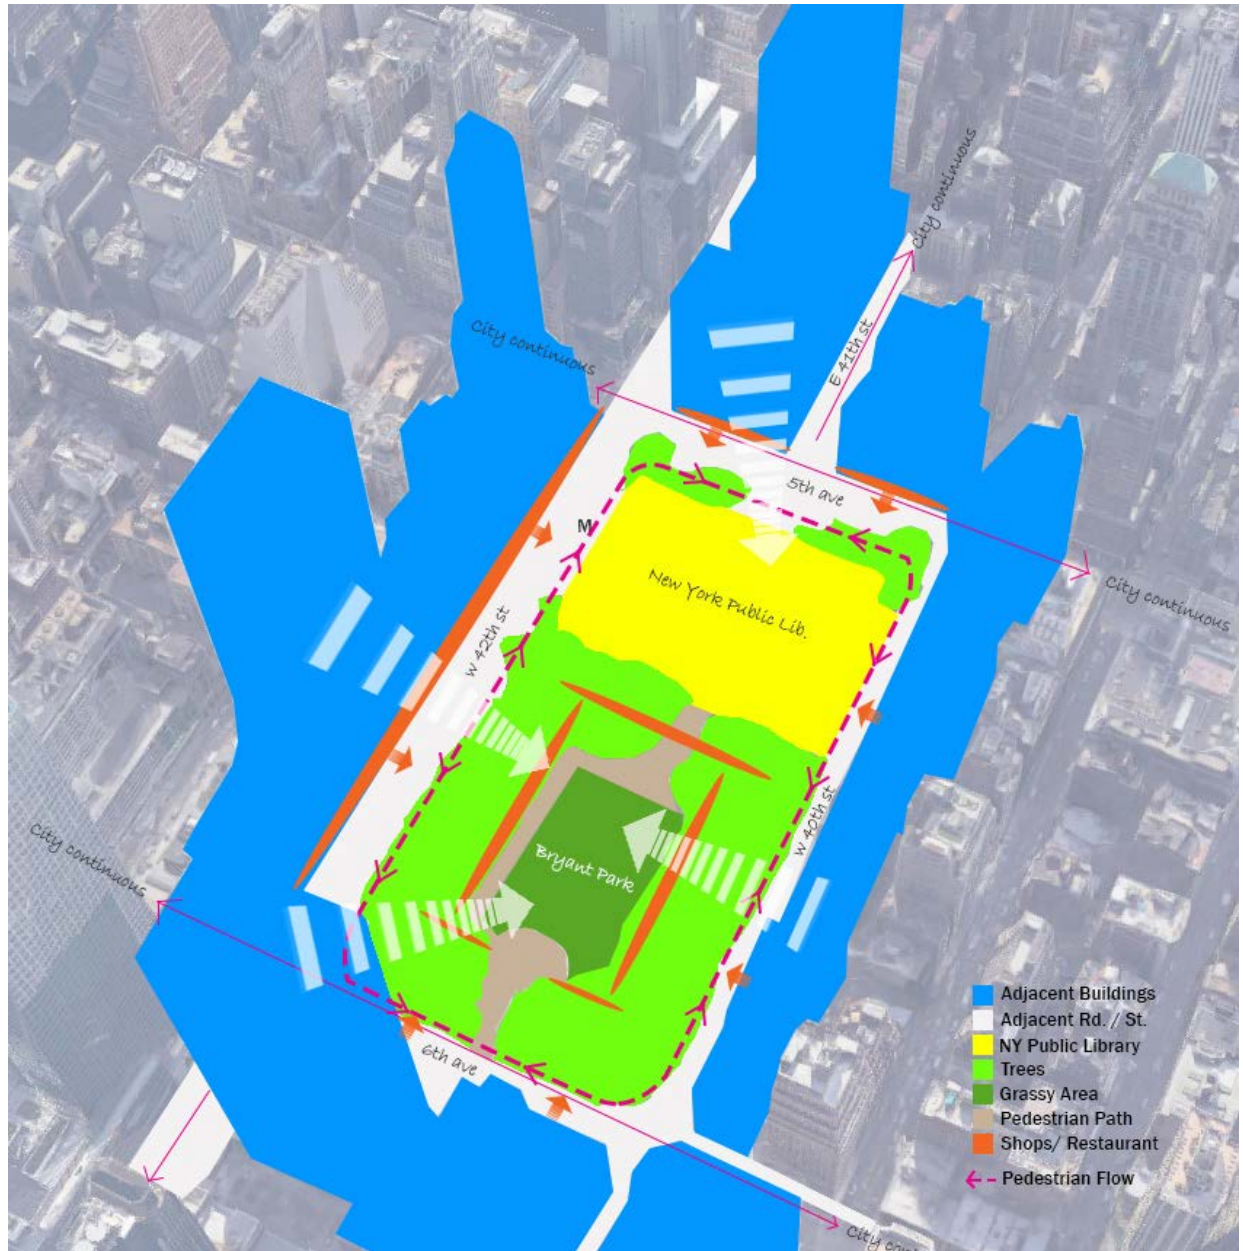 City continuous
City continuous
E 41th st
5th ave
M
New York Public Lib.
City continuous
W 42th st
W 40th st
City continuous
Bryant Park
6th ave
Adjacent Buildings
Adjacent Rd. / St.
NY Public Library
Trees
Grassy Area
Pedestrian Path
Shops/ Restaurant
Pedestrian Flow
City